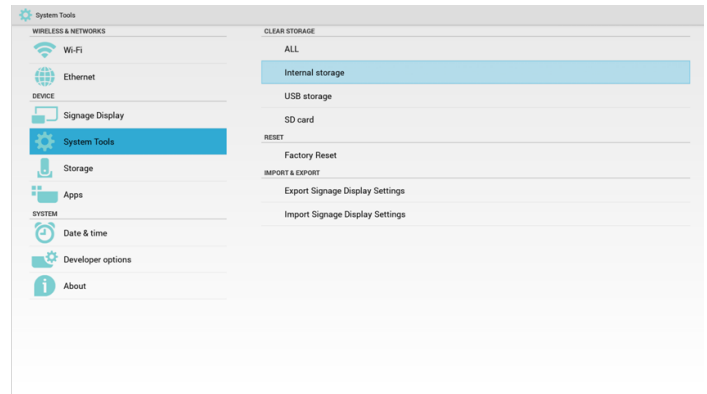 System Tools
WIRELESS & NETWORKS
Wi-Fi
Ethernet
DEVICE
Signage Display
System Tools
Storage
Apps
SYSTEM
Date & time
Developer options
About
CLEAR STORAGE
ALL
Internal storage
USB storage
SD card
RESET
Factory Reset
IMPORT & EXPORT
Export Signage Display Settings
Import Signage Display Settings